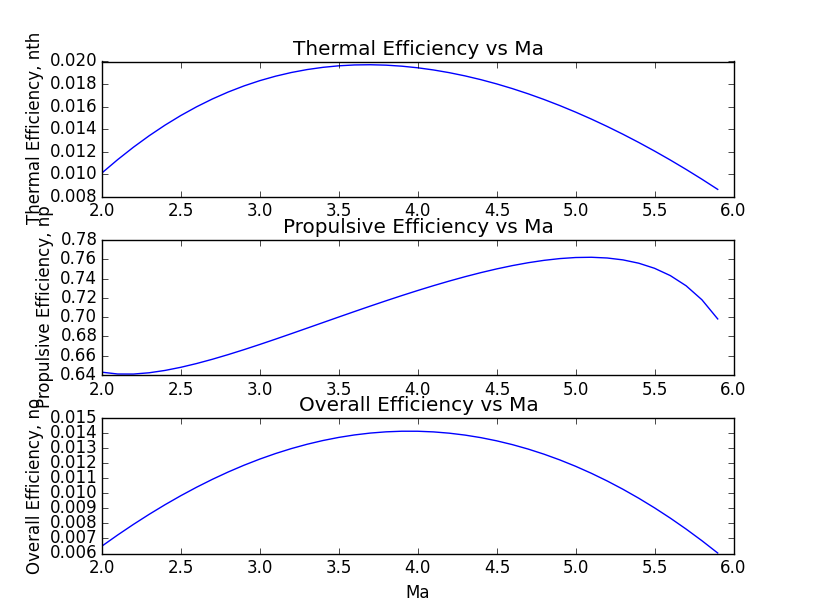 Thermal Efficiency vs Ma
Thermal Efficiency, nth
0.020
0.018
0.016
0.014
0.012
0.010
0.008
2.0 2.5 3.0 3.5 4.0 4.5 5.0 5.5 6.0
Propulsive Efficiency vs Ma
Propulsive Efficiency, np
0.78
0.76
0.74
0.72
0.70
0.68
0.66
0.64
2.0 2.5 3.0 3.5 4.0 4.5 5.0 5.5 6.0
Overall Efficiency vs Ma
Overall Efficiency, no
0.015
0.014
0.013
0.012
0.011
0.010
0.009
0.008
0.007
0.006
2.0 2.5 3.0 3.5 4.0 4.5 5.0 5.5 6.0
Ma